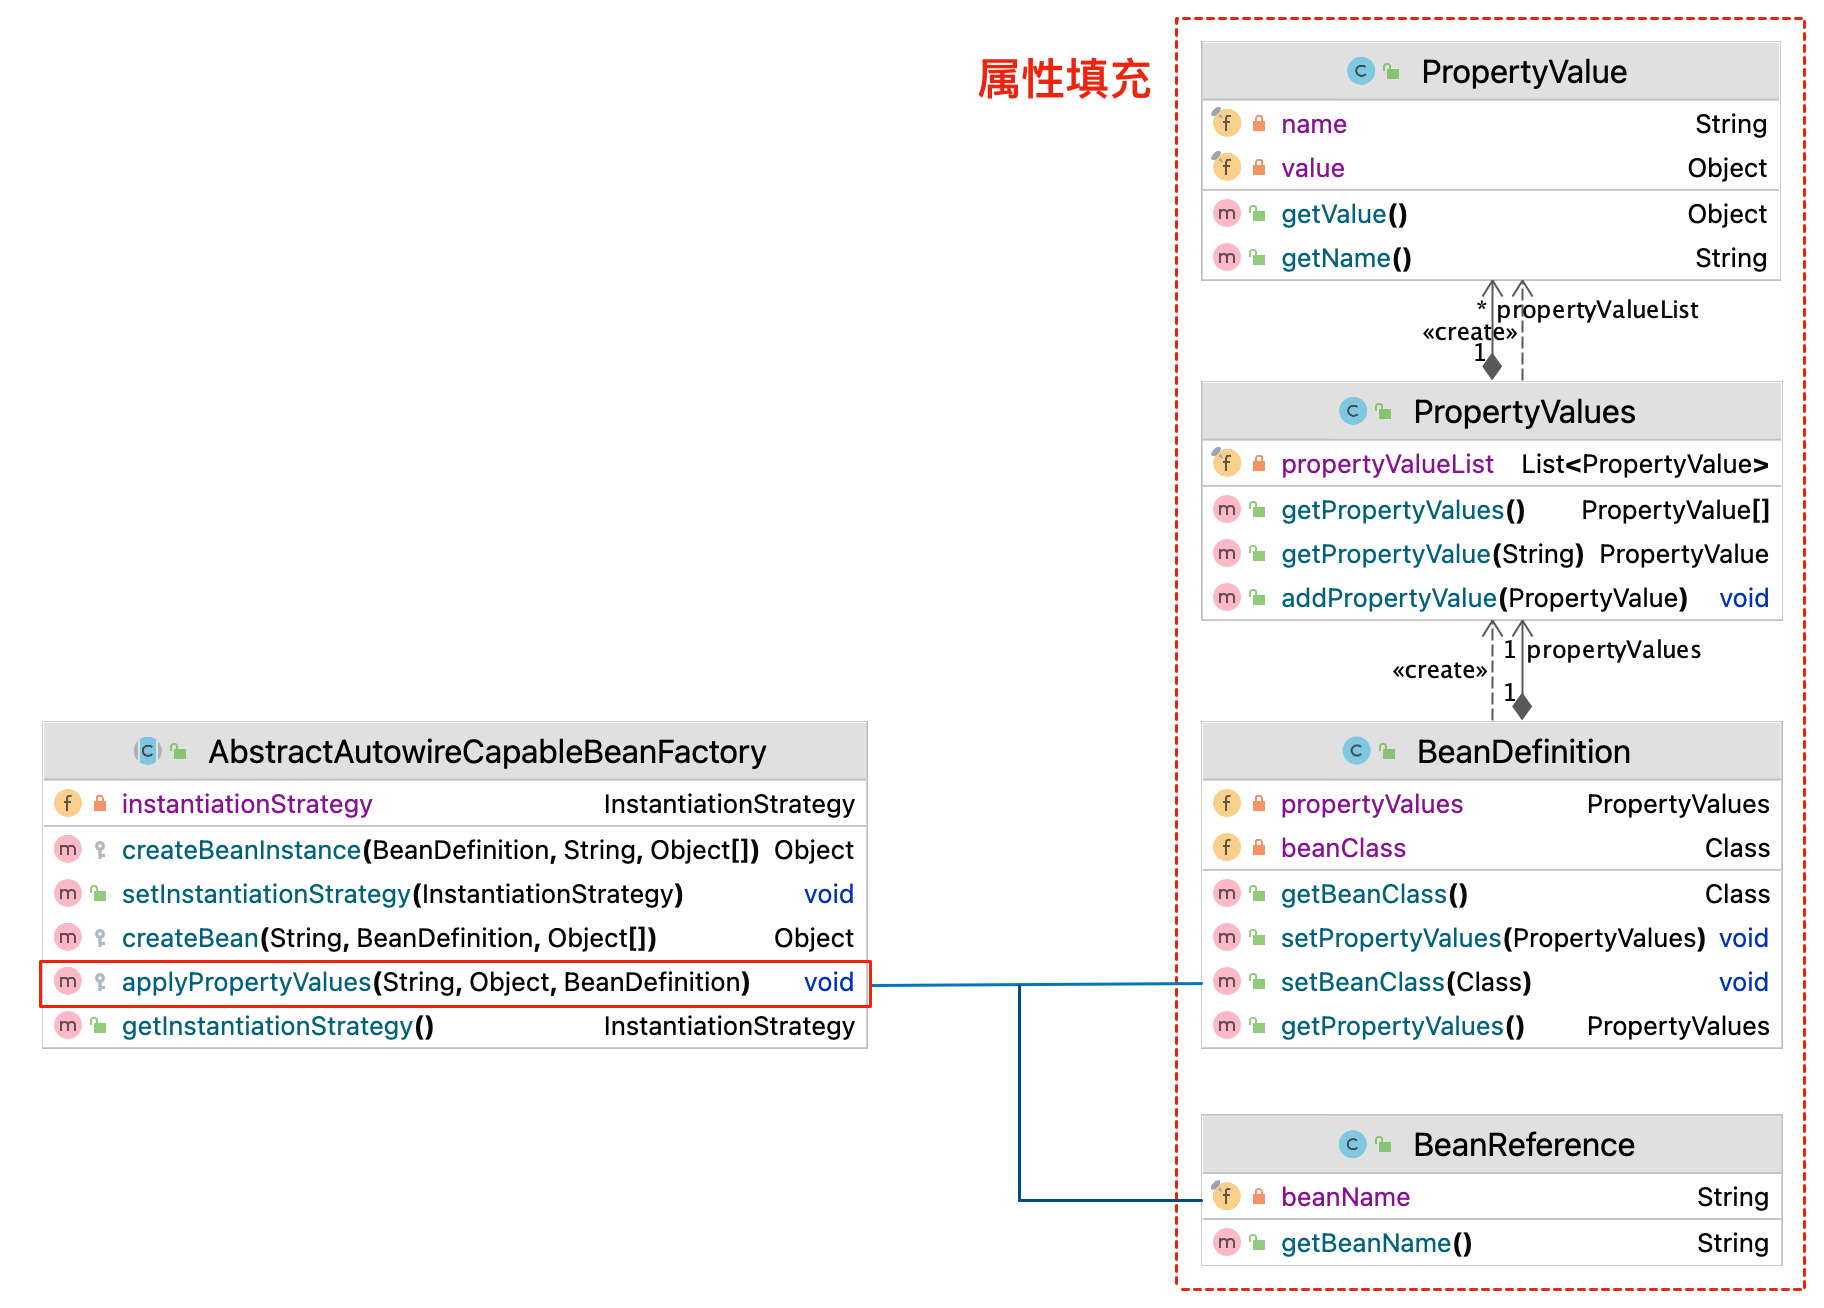 属性填充
PropertyValue
name String
value Object
getValue() Object
getName() String
* propertyValueList
«create»
1
PropertyValues
propertyValueList List<PropertyValue>
getPropertyValues() PropertyValue[]
getPropertyValue(String) PropertyValue
addPropertyValue(PropertyValue) void
1 propertyValues
«create»
1
AbstractAutowireCapableBeanFactory
instantiationStrategy InstantiationStrategy
createBeanInstance(BeanDefinition, String, Object[]) Object
setInstantiationStrategy(InstantiationStrategy) void
createBean(String, BeanDefinition, Object[]) Object
applyPropertyValues(String, Object, BeanDefinition) void
getInstantiationStrategy() InstantiationStrategy
BeanDefinition
propertyValues PropertyValues
beanClass Class
getBeanClass() Class
setPropertyValues(PropertyValues) void
setBeanClass(Class) void
getPropertyValues() PropertyValues
BeanReference
beanName String
getBeanName() String